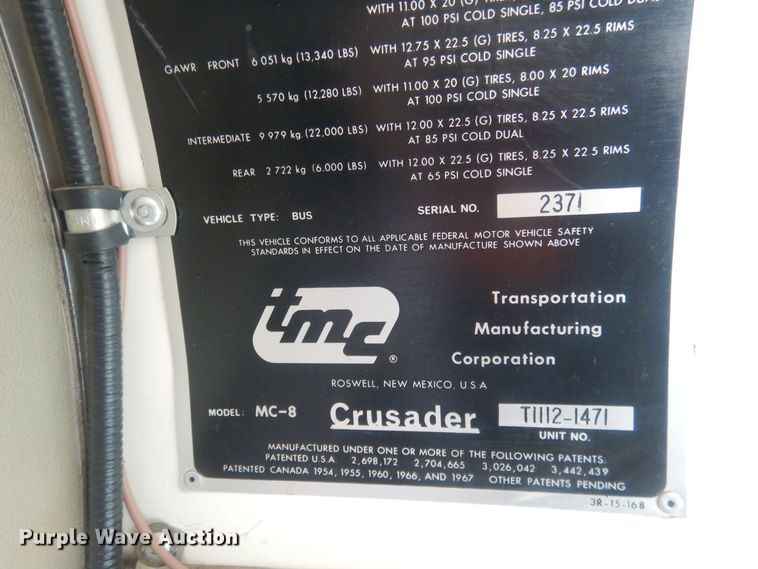 WITH 11.00 X 20 (G) TIRES,
AT 100 PSI COLD SINGLE, 85 PSI COLD DUAL
GAWR FRONT 6 051 kg (13,340 LBS) WITH 12.75 X 22.5 (G) TIRES, 8.25 X 22.5 RIMS
AT 95 PSI COLD SINGLE
5 570 kg (12,280 LBS) WITH 11.00 X 20 (G) TIRES, 8.00 X 20 RIMS
AT 100 PSI COLD SINGLE
INTERMEDIATE 9 979 kg (22,000 LBS) WITH 12.00 X 22.5 (G) TIRES, 8.25 X 22.5 RIMS
AT 85 PSI COLD DUAL
REAR 2 722 kg (6,000 LBS) WITH 12.00 X 22.5 (G) TIRES, 8.25 X 22.5 RIMS
AT 65 PSI COLD SINGLE
VEHICLE TYPE: BUS SERIAL NO. 2371
THIS VEHICLE CONFORMS TO ALL APPLICABLE FEDERAL MOTOR VEHICLE SAFETY
STANDARDS IN EFFECT ON THE DATE OF MANUFACTURE SHOWN ABOVE
tmc ®
Transportation
Manufacturing
Corporation
ROSWELL, NEW MEXICO, U.S.A
MODEL: MC-8 Crusader T1112-1471
UNIT NO.
MANUFACTURED UNDER ONE OR MORE OF THE FOLLOWING PATENTS.
PATENTED U.S.A. 2,698,172 2,704,665 3,026,042 3,442,439
PATENTED CANADA 1954, 1955, 1960, 1966, AND 1967 OTHER PATENTS PENDING
3R-15-168
Purple Wave Auction